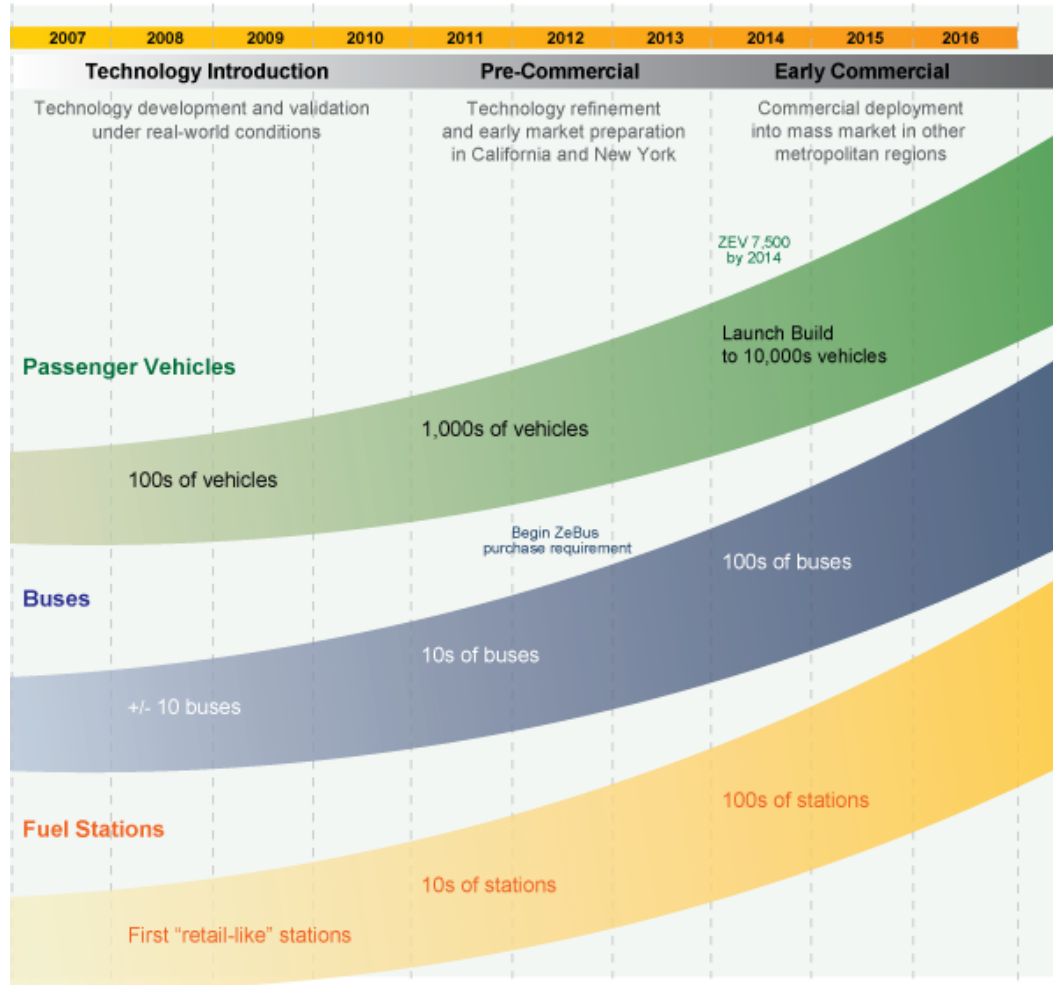 2007 2008 2009 2010 2011 2012 2013 2014 2015 2016
Technology Introduction Pre-Commercial Early Commercial
Technology development and validation
under real-world conditions
Technology refinement
and early market preparation
in California and New York
Commercial deployment
into mass market in other
metropolitan regions
ZEV 7,500
by 2014
Launch Build
to 10,000s vehicles
Passenger Vehicles
1,000s of vehicles
100s of vehicles
Begin ZeBus
purchase requirement
100s of buses
Buses
10s of buses
+/- 10 buses
100s of stations
Fuel Stations
10s of stations
First “retail-like” stations